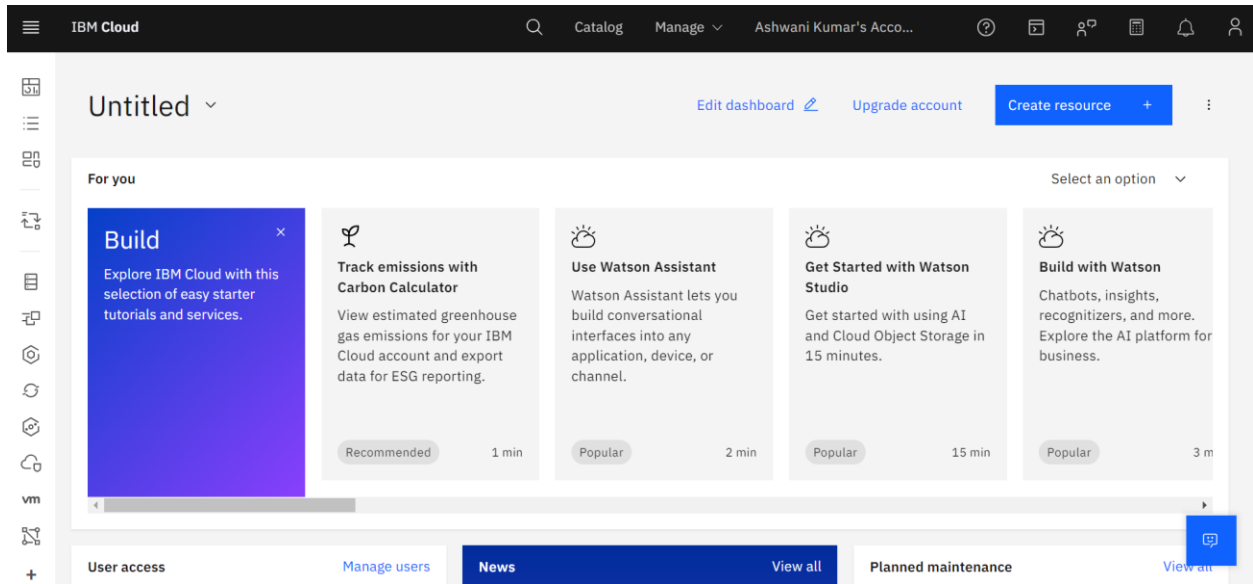 IBM Cloud
Catalog
Manage
Ashwani Kumar's Acco...
Untitled
Edit dashboard
Upgrade account
Create resource +
For you
Select an option
Build
Explore IBM Cloud with this
selection of easy starter
tutorials and services.
Track emissions with
Carbon Calculator
View estimated greenhouse
gas emissions for your IBM
Cloud account and export
data for ESG reporting.
Recommended
1 min
Use Watson Assistant
Watson Assistant lets you
build conversational
interfaces into any
application, device, or
channel.
Popular
2 min
Get Started with Watson
Studio
Get started with using AI
and Cloud Object Storage in
15 minutes.
Popular
15 min
Build with Watson
Chatbots, insights,
recognizers, and more.
Explore the AI platform for
business.
Popular
3 m
vm
User access
Manage users
News
View all
Planned maintenance
View all